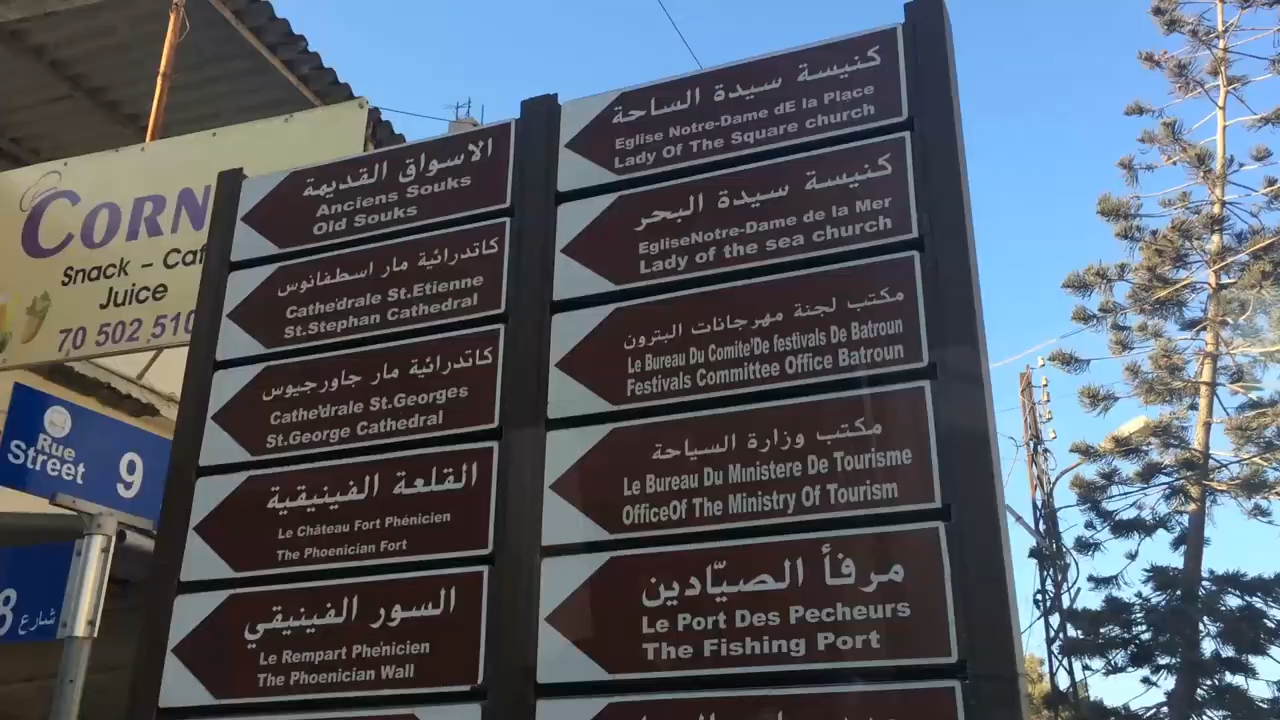 CORN
Snack - Caf
Juice
70 502 510
Rue
Street
9
8
شارع
الاسواق القديمة
Anciens Souks
Old Souks
كاتدرائية مار اسطفانوس
Cathe'drale St.Etienne
St.Stephan Cathedral
كاتدرائية مار جاورجيوس
Cathe'drale St.Georges
St.George Cathedral
القلعة الفينيقية
Le Château Fort Phénicien
The Phoenician Fort
السور الفينيقي
Le Rempart Phe'nicien
The Phoenician Wall
كنيسة سيدة الساحة
Eglise Notre-Dame dE la Place
Lady Of The Square church
كنيسة سيدة البحر
EgliseNotre-Dame de la Mer
Lady of the sea church
مكتب لجنة مهرجانات البترون
Le Bureau Du Comite'De festivals De Batroun
Festivals Committee Office Batroun
مكتب وزارة السياحة
Le Bureau Du Mınistere De Tourisme
OfficeOf The Ministry Of Tourism
مرفأ الصيّادين
Le Port Des Pecheurs
The Fishing Port